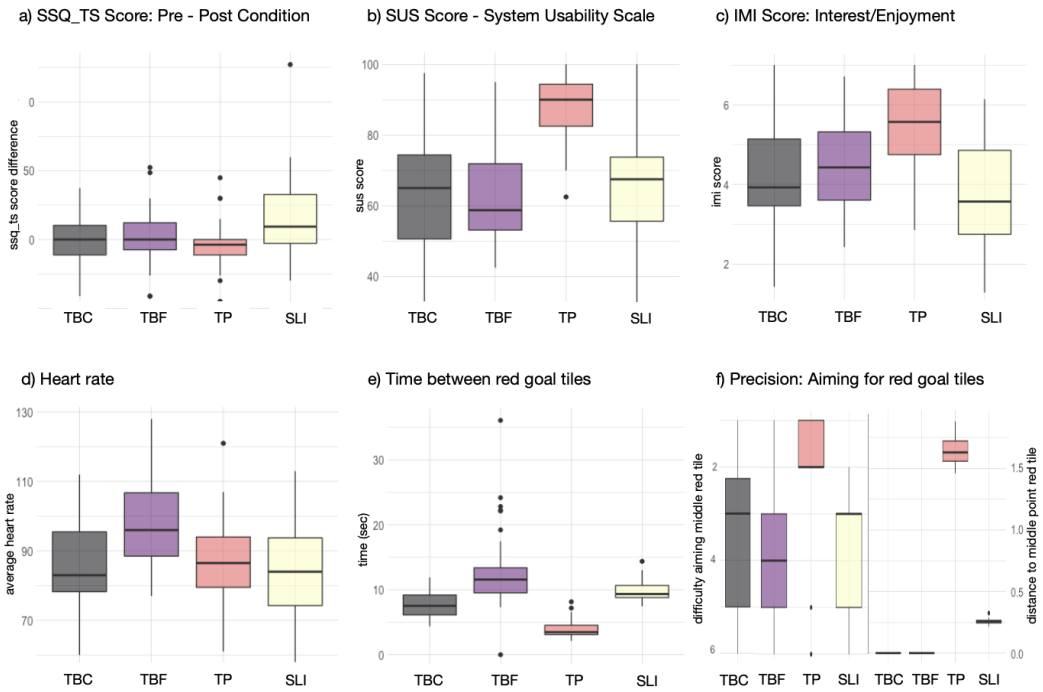 a) SSQ_TS Score: Pre - Post Condition
ssq_ts score difference
0
50
0
TBC TBF TP SLI
b) SUS Score - System Usability Scale
sus score
100
80
60
40
TBC TBF TP SLI
c) IMI Score: Interest/Enjoyment
imi score
6
4
2
TBC TBF TP SLI
d) Heart rate
average heart rate
130
110
90
70
TBC TBF TP SLI
e) Time between red goal tiles
time (sec)
30
20
10
0
TBC TBF TP SLI
f) Precision: Aiming for red goal tiles
difficulty aiming middle red tile
2
4
6
1.5
1.0
0.5
0.0
distance to middle point red tile
TBC TBF TP SLI TBC TBF TP SLI